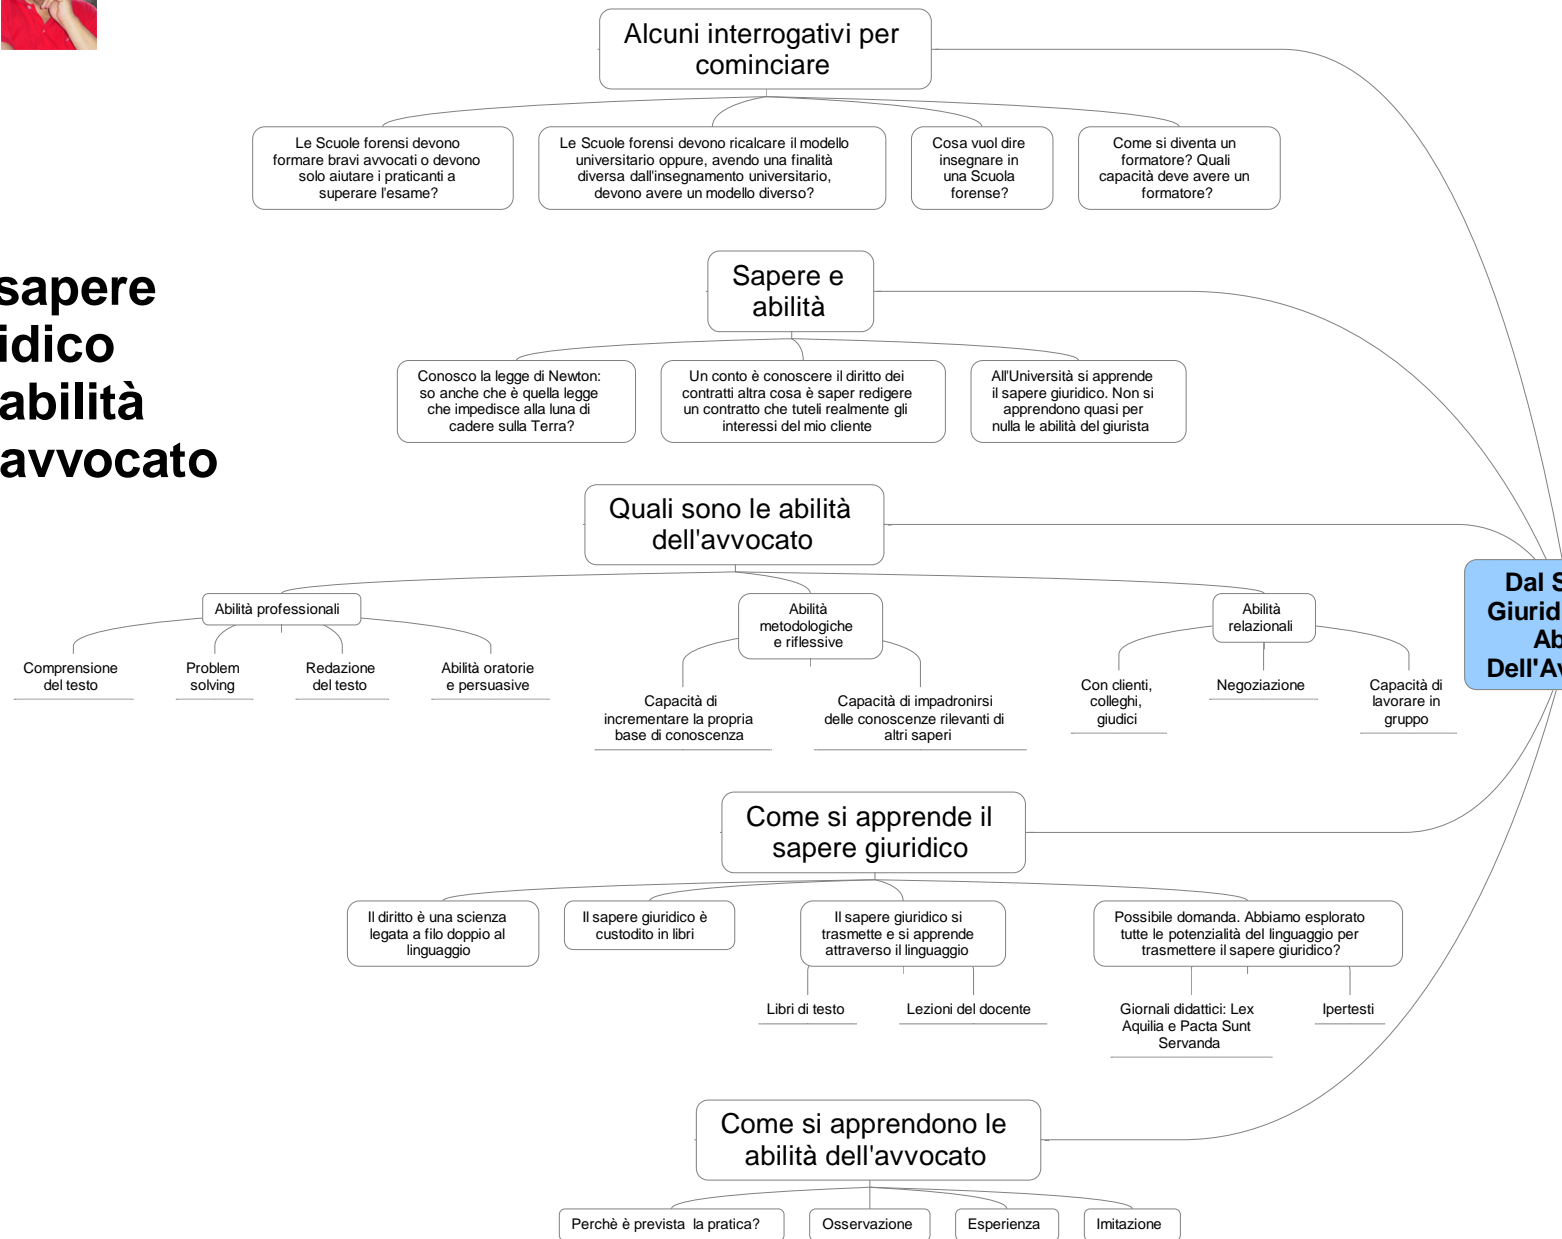 Alcuni interrogativi per
cominciare
Le Scuole forensi devono
formare bravi avvocati o devono
solo aiutare i praticanti a
superare l'esame?
Le Scuole forensi devono ricalcare il modello
universitario oppure, avendo una finalità
diversa dall'insegnamento universitario,
devono avere un modello diverso?
Cosa vuol dire
insegnare in
una Scuola
forense?
Come si diventa un
formatore? Quali
capacità deve avere un
formatore?
sapere
idico
abilità
avvocato
Sapere e
abilità
Conosco la legge di Newton:
so anche che è quella legge
che impedisce alla luna di
cadere sulla Terra?
Un conto è conoscere il diritto dei
contratti altra cosa è saper redigere
un contratto che tuteli realmente gli
interessi del mio cliente
All'Università si apprende
il sapere giuridico. Non si
apprendono quasi per
nulla le abilità del giurista
Quali sono le abilità
dell'avvocato
Abilità professionali
Comprensione
del testo
Problem
solving
Redazione
del testo
Abilità oratorie
e persuasive
Abilità
metodologiche
e riflessive
Capacità di
incrementare la propria
base di conoscenza
Capacità di impadronirsi
delle conoscenze rilevanti di
altri saperi
Abilità
relazionali
Con clienti,
colleghi,
giudici
Negoziazione
Capacità di
lavorare in
gruppo
Dal S
Giurid
Ab
Dell'Av
Come si apprende il
sapere giuridico
Il diritto è una scienza
legata a filo doppio al
linguaggio
Il sapere giuridico è
custodito in libri
Il sapere giuridico si
trasmette e si apprende
attraverso il linguaggio
Libri di testo
Lezioni del docente
Possibile domanda. Abbiamo esplorato
tutte le potenzialità del linguaggio per
trasmettere il sapere giuridico?
Giornali didattici: Lex
Aquilia e Pacta Sunt
Servanda
Ipertesti
Come si apprendono le
abilità dell'avvocato
Perchè è prevista  la pratica?
Osservazione
Esperienza
Imitazione